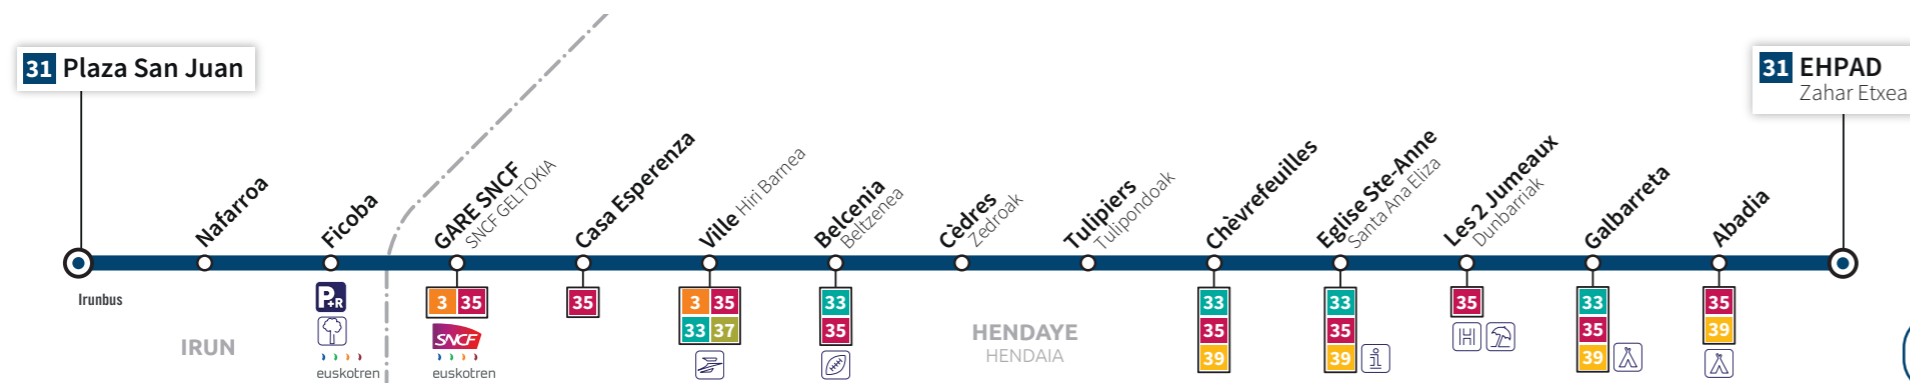 31 Plaza San Juan
31 EHPAD
Zahar Etxea
Nafarroa
Ficoba
GARE SNCF
SNCF GELTOKIA
Casa Esperenza
Ville Hiri Barnea
Belcenia
Beltzenea
Cèdres
Zedroak
Tulipiers
Tulipondoak
Chèvrefeuilles
Eglise Ste-Anne
Santa Ana Eliza
Les 2 Jumeaux
Dunbarriak
Galbarreta
Abadia
Irunbus
IRUN
P+R
euskotren
3 35
SNCF
euskotren
35
3 35
33 37
33
35
HENDAYE
HENDAIA
33
35
39
33
35
39 i
35
H
33
35
39
35
39